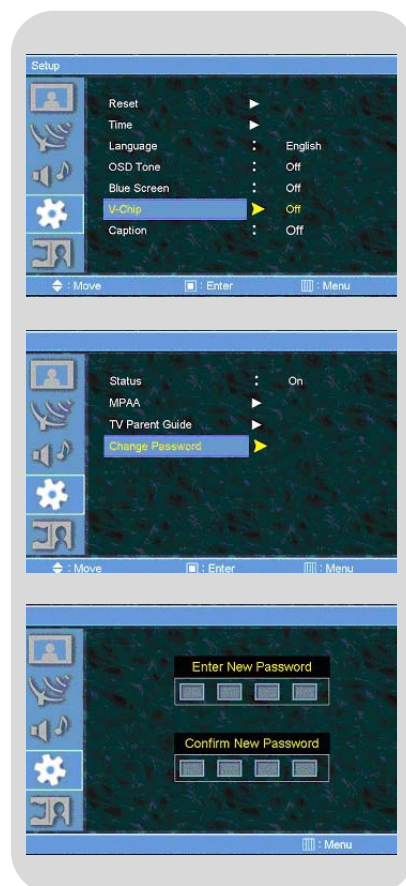 Setup
Reset ►
Time ►
Language : English
OSD Tone : Off
Blue Screen : Off
V-Chip ➤ Off
Caption : Off
: Move : Enter : Menu
Status : On
MPAA ►
TV Parent Guide ►
Change Password ➤
: Move : Enter : Menu
Enter New Password
Confirm New Password
: Menu